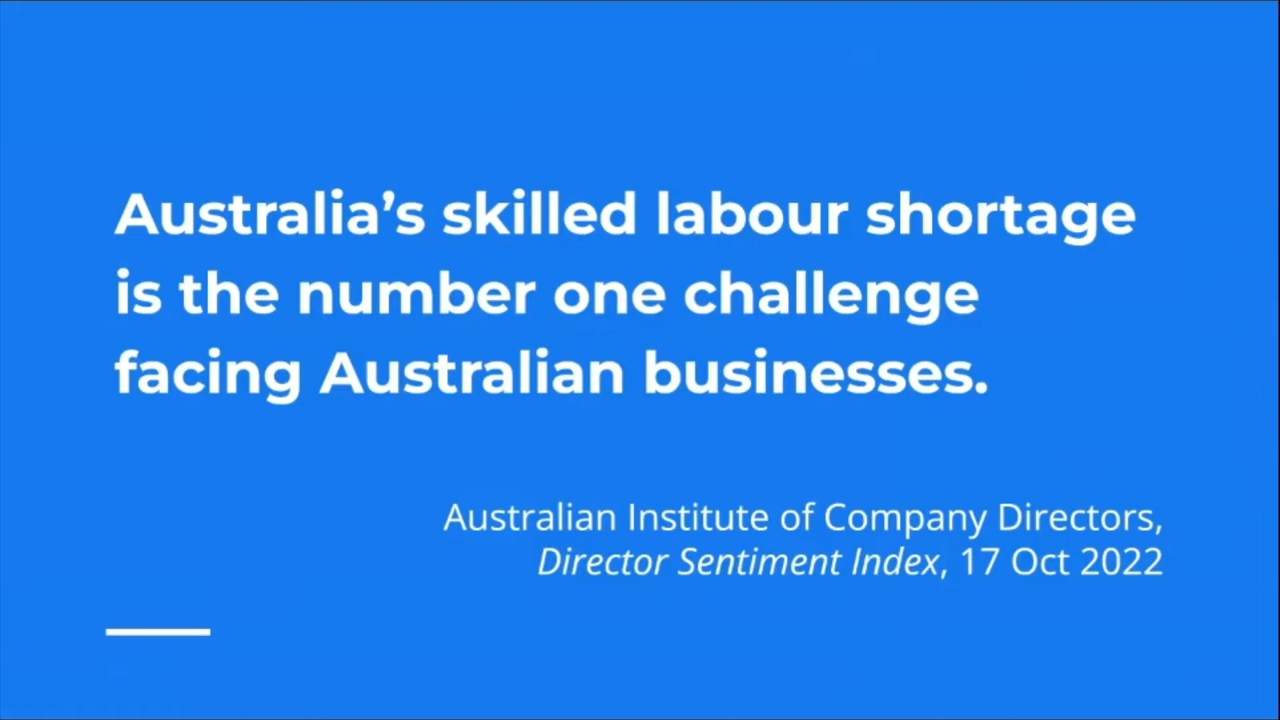 Australia’s skilled labour shortage
is the number one challenge
facing Australian businesses.
Australian Institute of Company Directors,
Director Sentiment Index, 17 Oct 2022